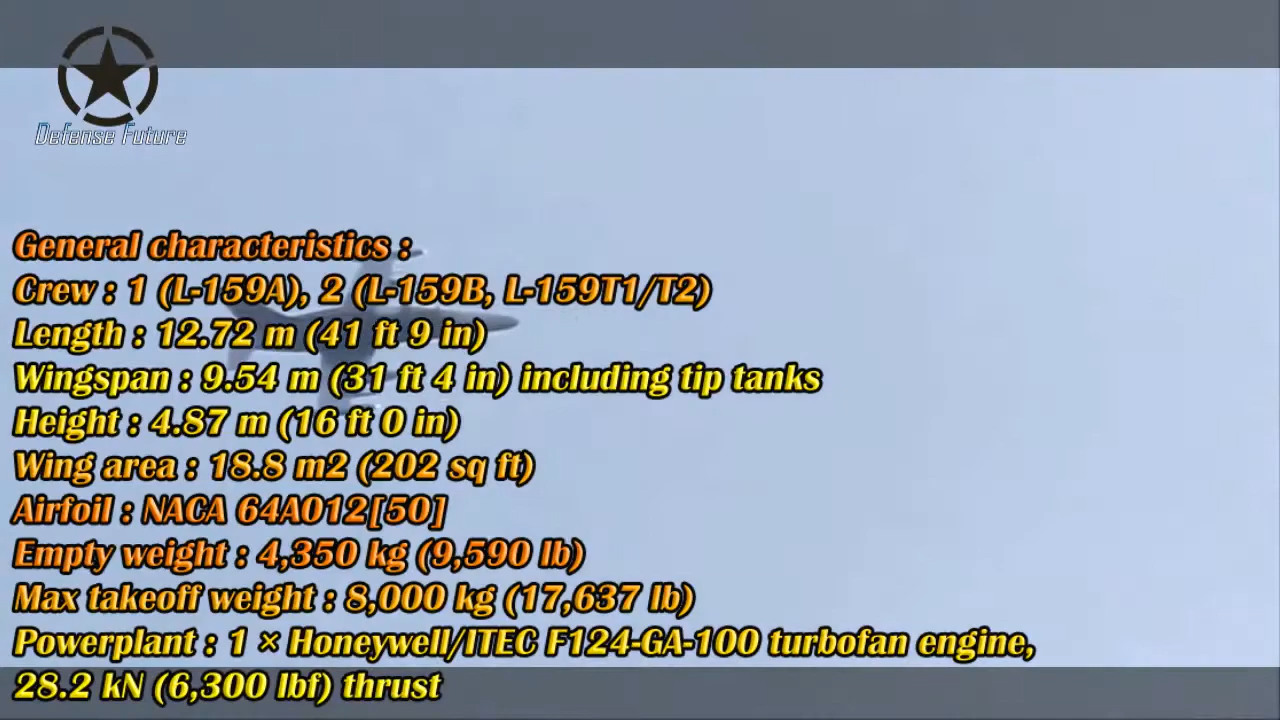 Defense Future
General characteristics :
Crew : 1 (L-159A), 2 (L-159B, L-159T1/T2)
Length : 12.72 m (41 ft 9 in)
Wingspan : 9.54 m (31 ft 4 in) including tip tanks
Height : 4.87 m (16 ft 0 in)
Wing area : 18.8 m2 (202 sq ft)
Airfoil : NACA 64A012[50]
Empty weight : 4,350 kg (9,590 lb)
Max takeoff weight : 8,000 kg (17,637 lb)
Powerplant : 1 × Honeywell/ITEC F124-GA-100 turbofan engine,
28.2 kN (6,300 lbf) thrust